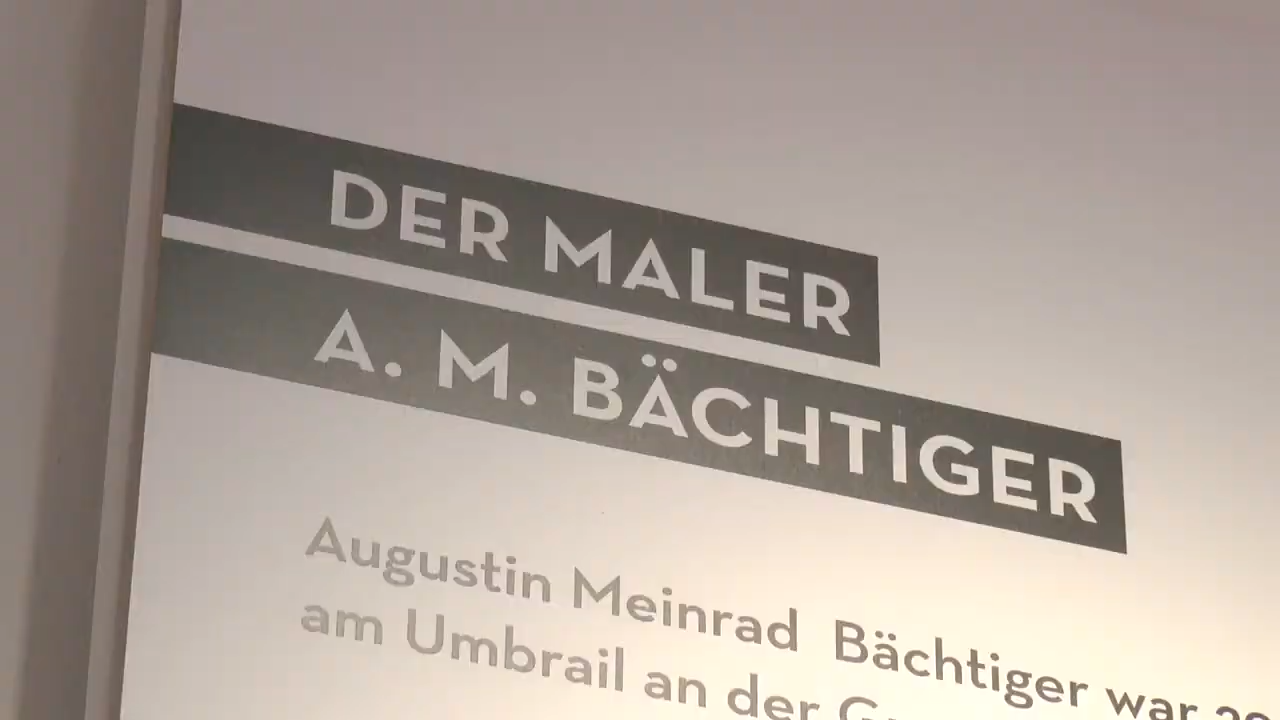 DER MALER
A. M. BÄCHTIGER
Augustin Meinrad Bächtiger war
am Umbrail an der